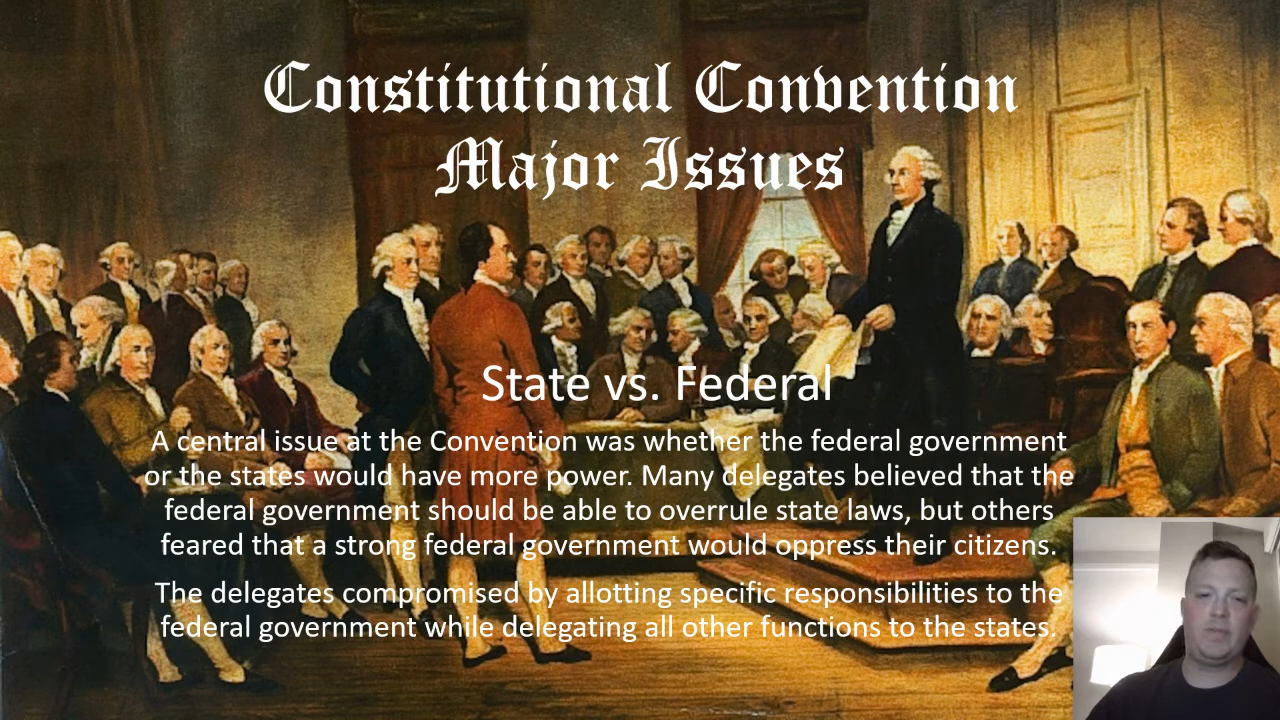 Constitutional Convention
Major Issues
State vs. Federal
A central issue at the Convention was whether the federal government
or the states would have more power. Many delegates believed that the
federal government should be able to overrule state laws, but others
feared that a strong federal government would oppress their citizens.
The delegates compromised by allotting specific responsibilities to the
federal government while delegating all other functions to the states.